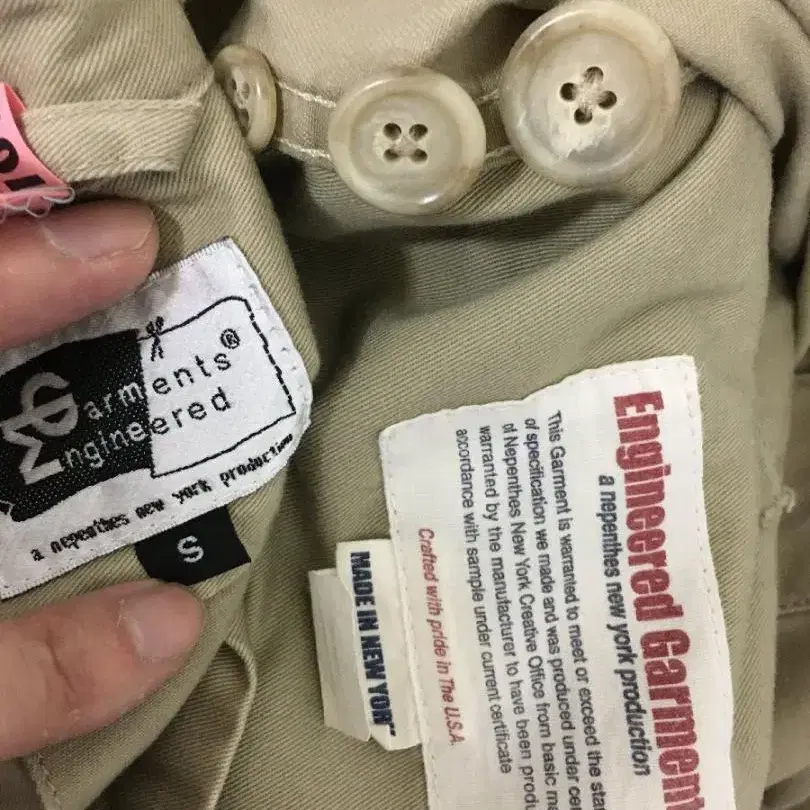 Garments®
Engineered
a nepenthes new york production
S
Engineered Garment
a nepenthes new york production
This Garment is warranted to meet or exceed the sta
of specification we made and was produced under cer
of Nepenthes New York Creative Office from basic ma
warranted by the manufacturer to have been produ
accordance with sample under current certificate
Crafted with pride in The U.S.A.
MADE IN NEW YORK